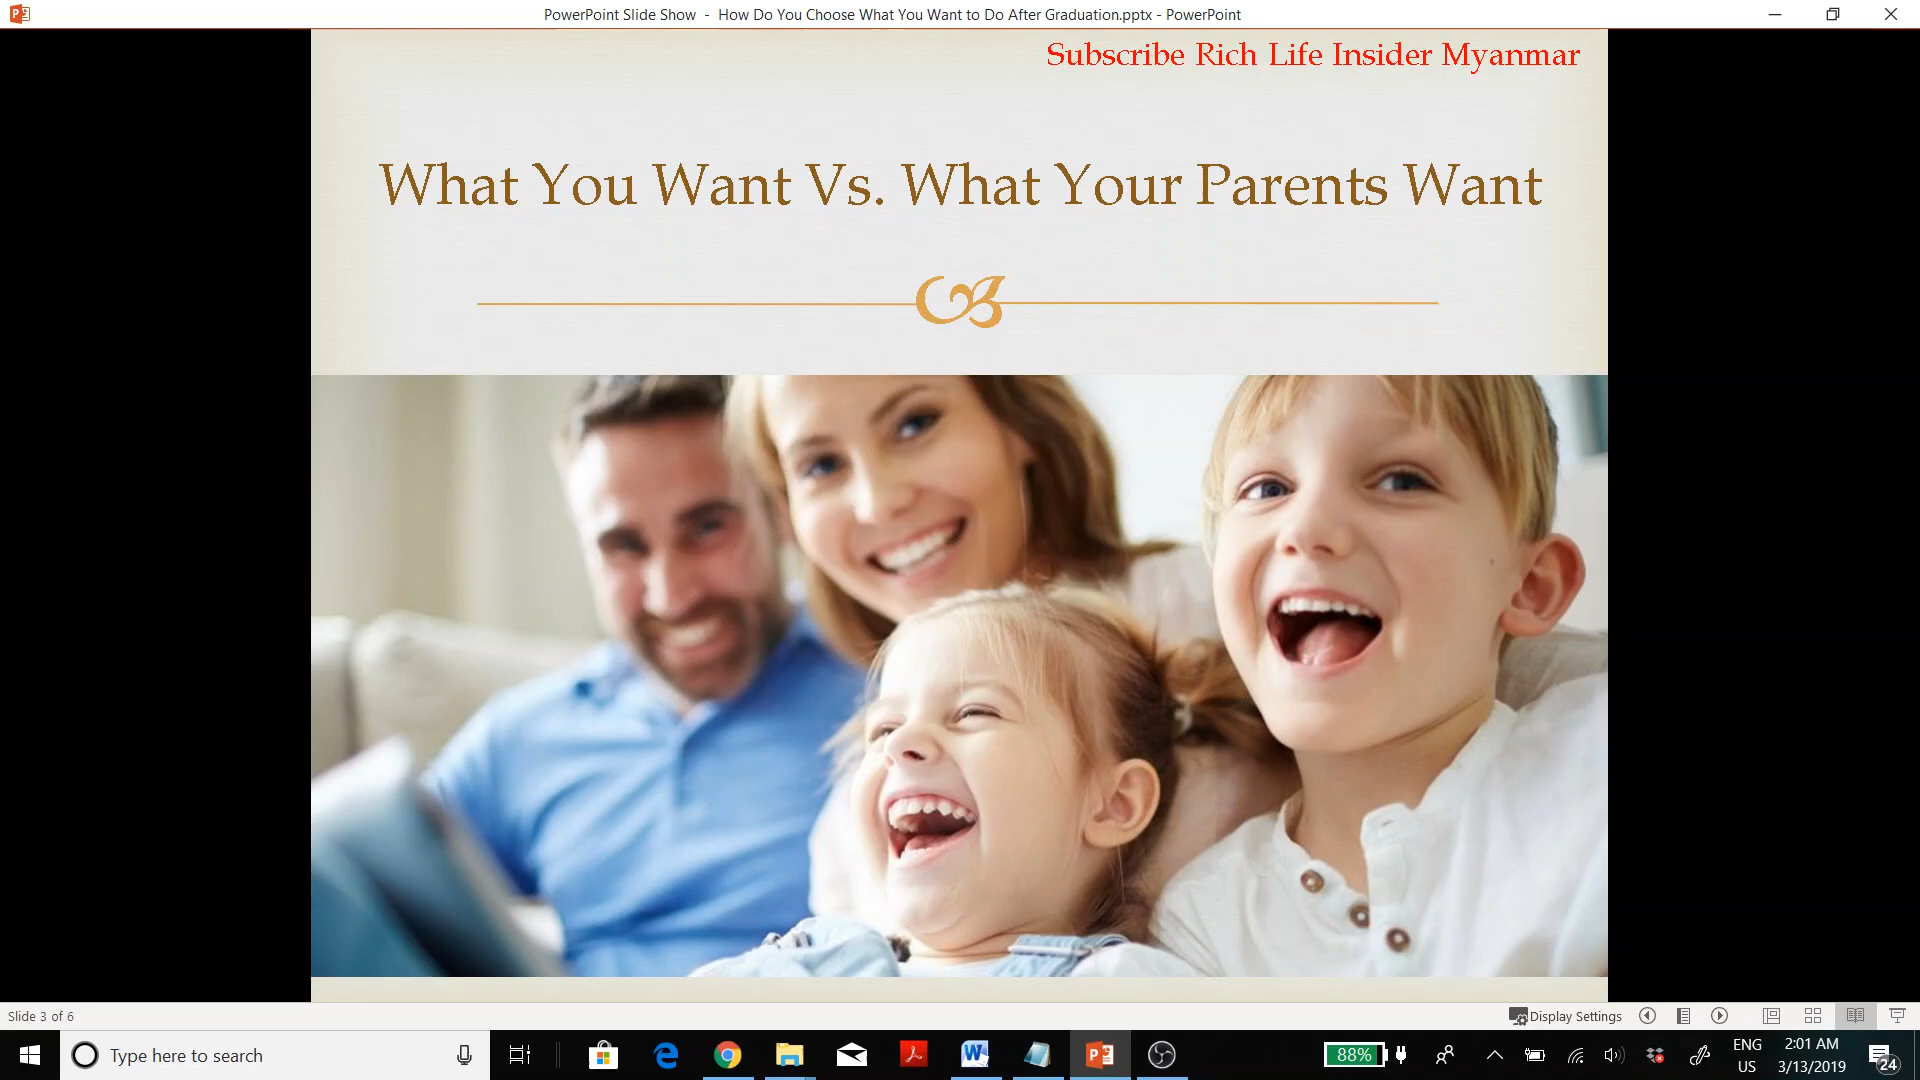 PowerPoint Slide Show - How Do You Choose What You Want to Do After Graduation.pptx - PowerPoint
Subscribe Rich Life Insider Myanmar
What You Want Vs. What Your Parents Want
Slide 3 of 6
Display Settings
Type here to search
88%
ENG
US
2:01 AM
3/13/2019
24